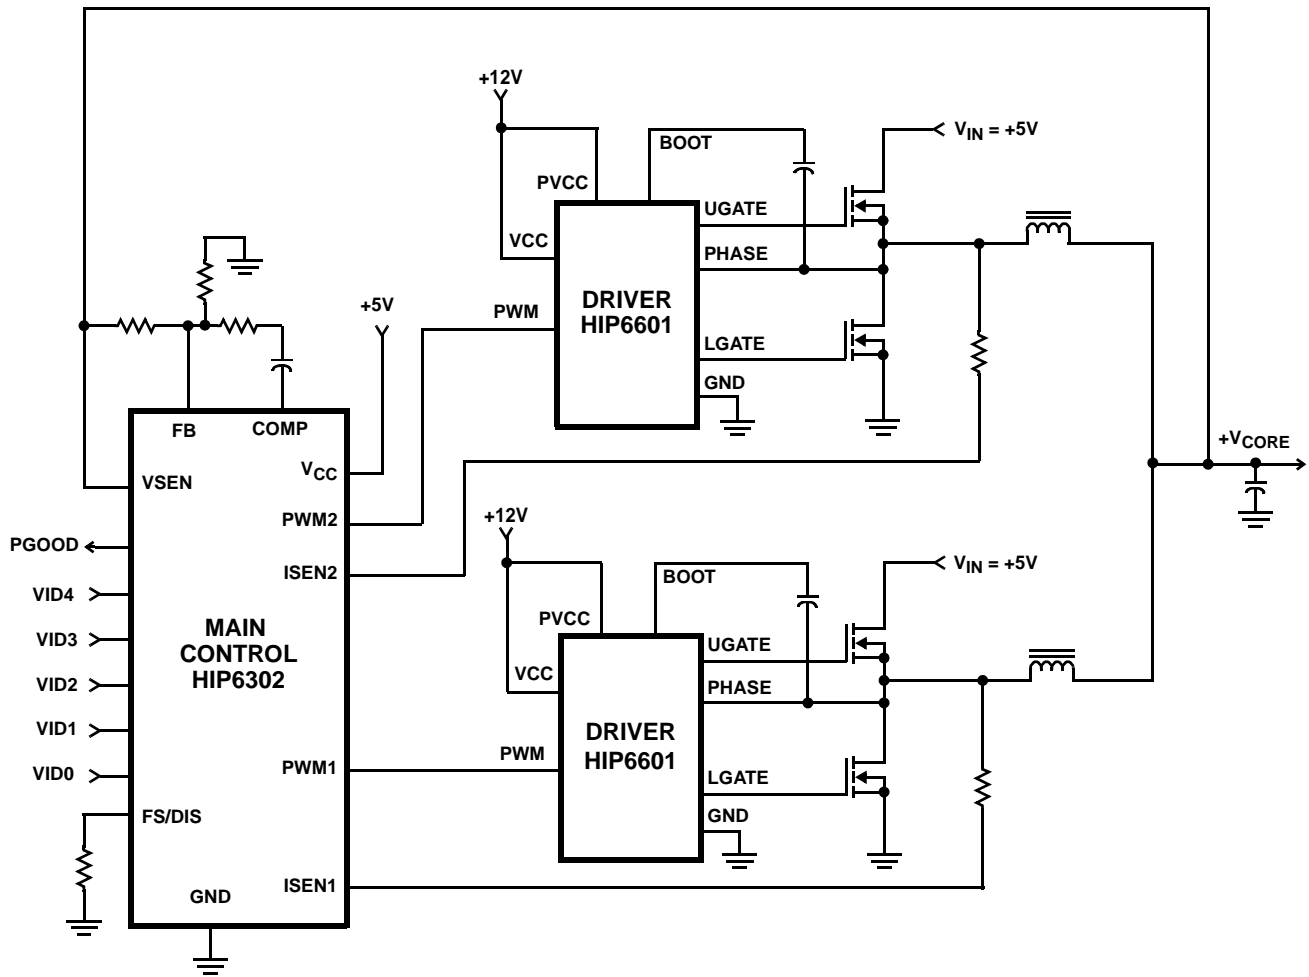 +12V
BOOT
VIN = +5V
PVCC
UGATE
VCC
PHASE
+5V
PWM
DRIVER
HIP6601
LGATE
GND
FB
COMP
+VCORE
VCC
VSEN
PWM2
+12V
PGOOD
ISEN2
BOOT
VIN = +5V
VID4
PVCC
MAIN
CONTROL
HIP6302
VID3
UGATE
VCC
VID2
PHASE
VID1
DRIVER
HIP6601
PWM
PWM1
VID0
LGATE
FS/DIS
GND
ISEN1
GND